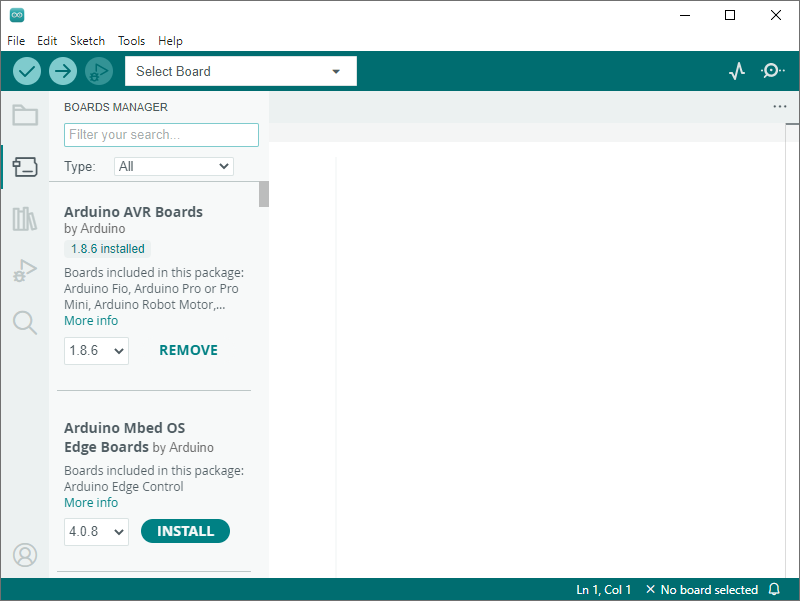 File Edit Sketch Tools Help
Select Board
BOARDS MANAGER
Filter your search...
Type: All
Arduino AVR Boards
by Arduino
1.8.6 installed
Boards included in this package:
Arduino Fio, Arduino Pro or Pro
Mini, Arduino Robot Motor,...
More info
1.8.6 REMOVE
Arduino Mbed OS
Edge Boards by Arduino
Boards included in this package:
Arduino Edge Control
More info
4.0.8 INSTALL
Ln 1, Col 1 No board selected